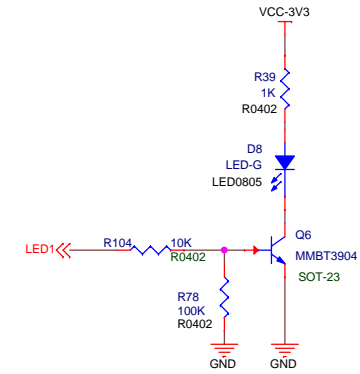 VCC-3V3
R39
1K
R0402
D8
LED-G
LED0805
Q6
LED1
R104
10K
R0402
MMBT3904
SOT-23
R78
100K
R0402
GND
GND